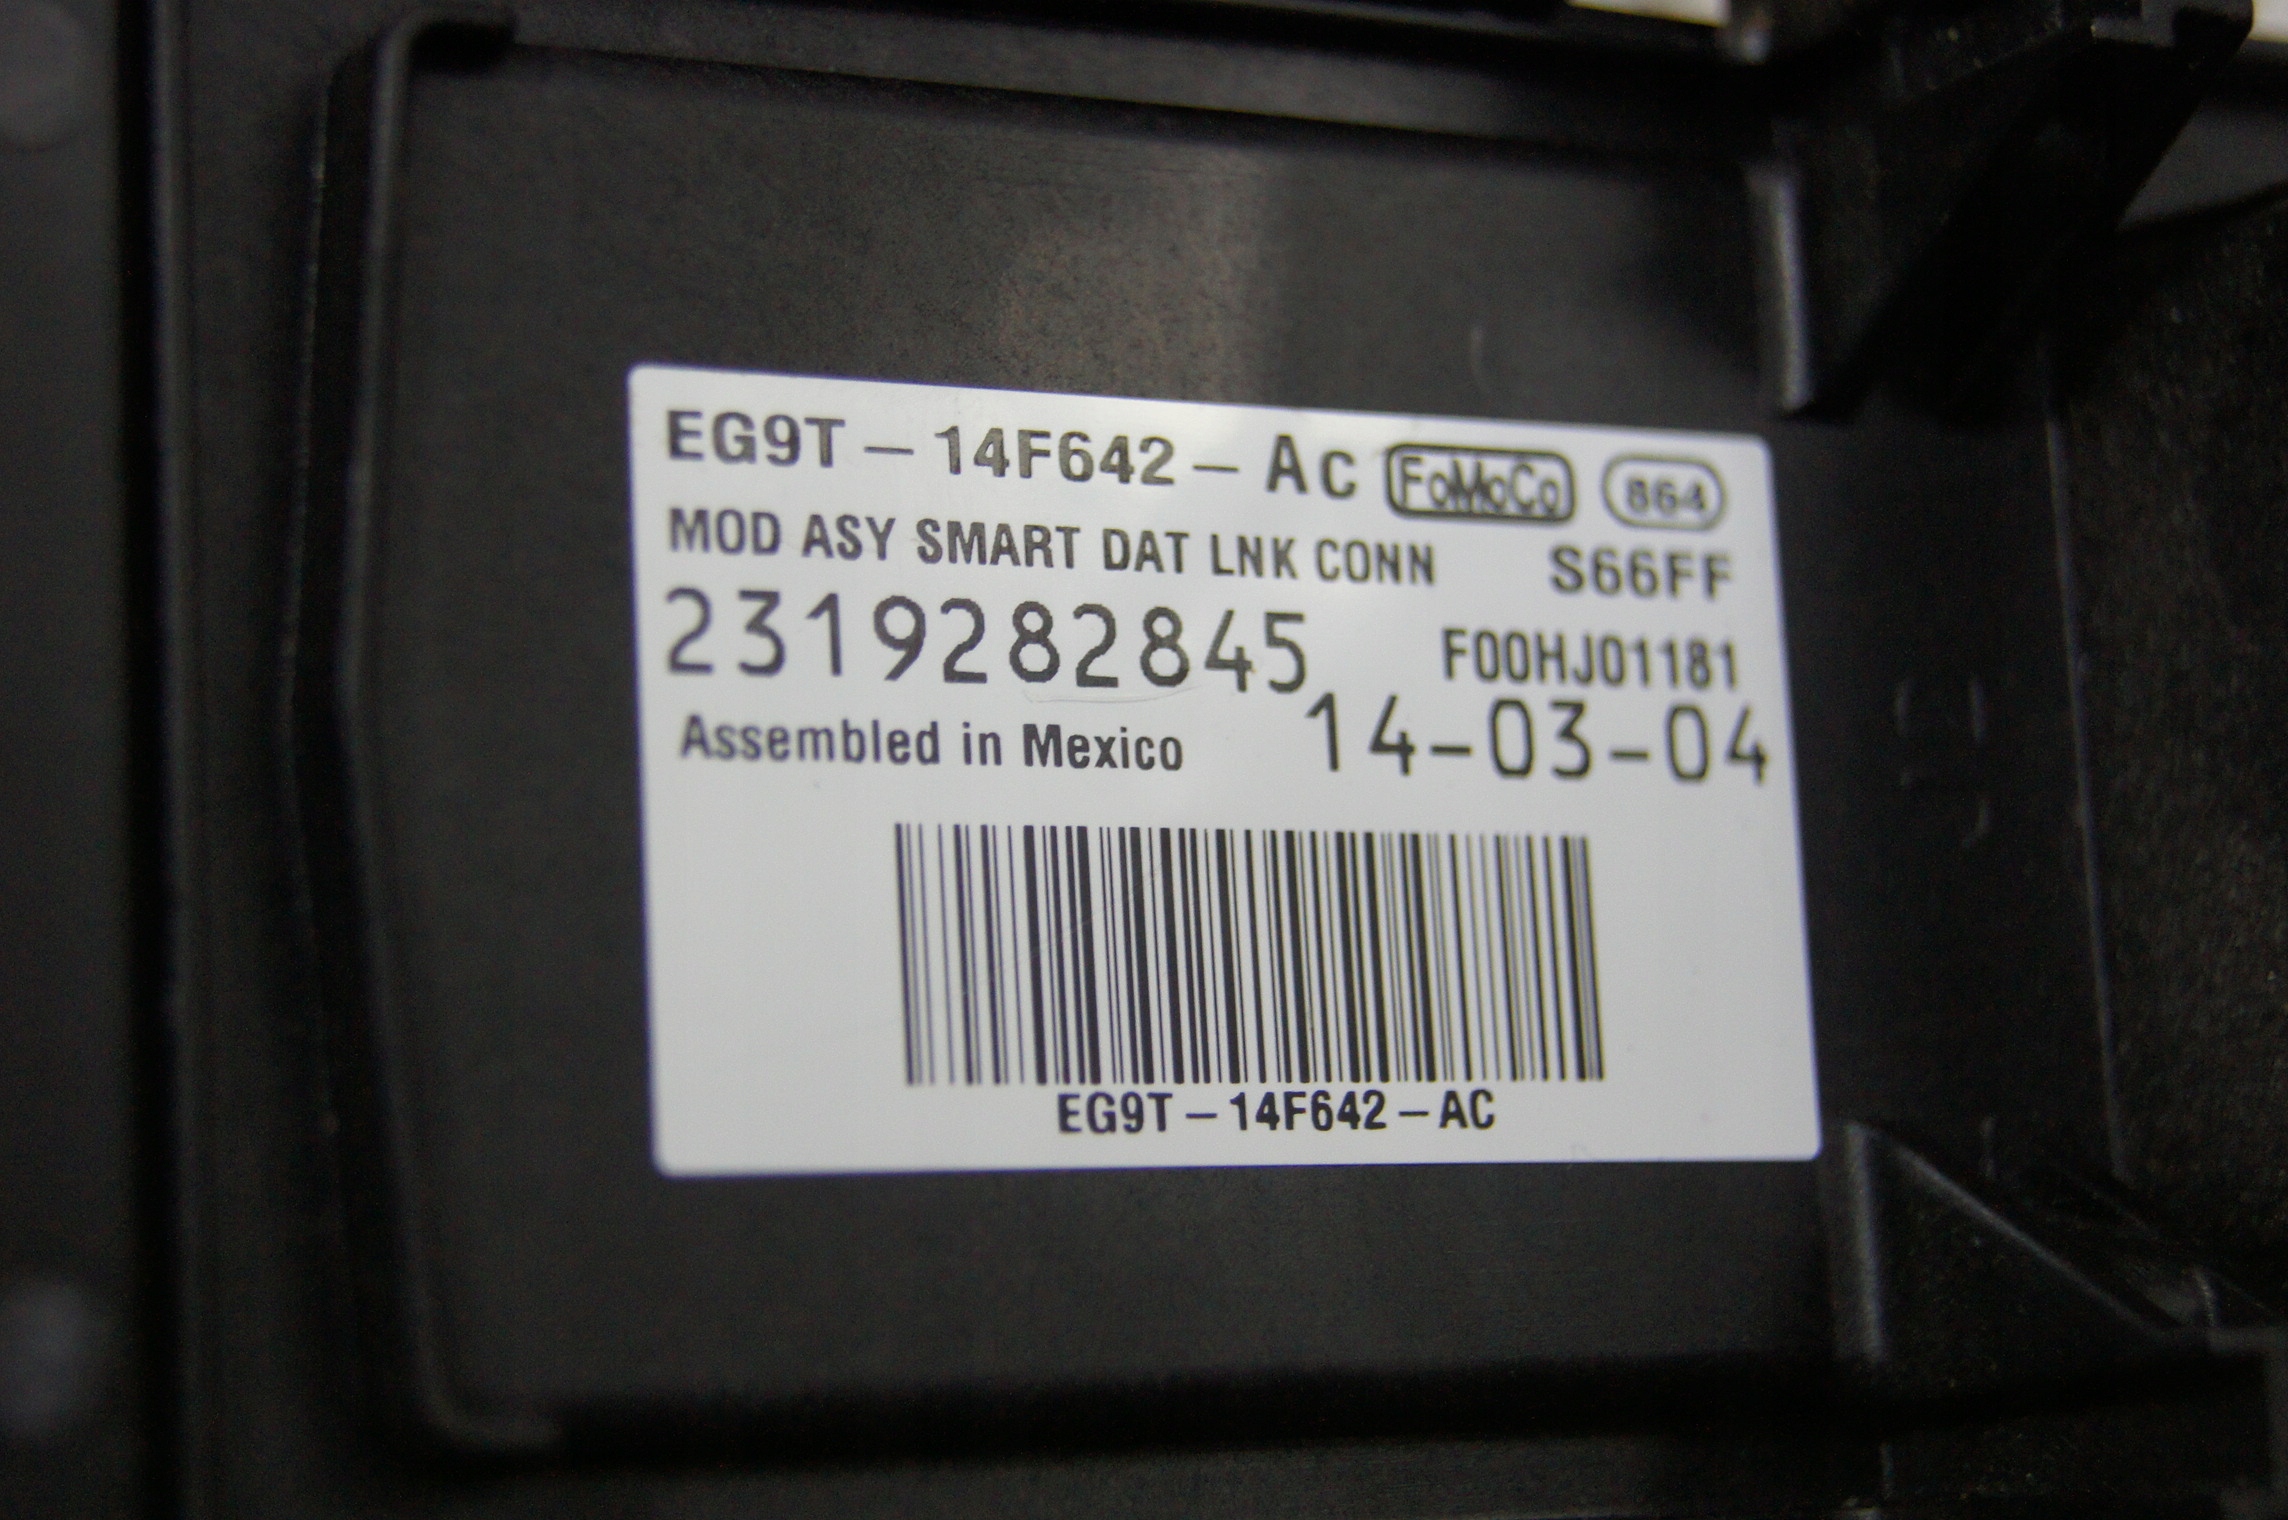 EG9T – 14F642 – AC FoMoCo 864
MOD ASY SMART DAT LNK CONN S66FF
2319282845 F00HJ01181
Assembled in Mexico 14-03-04
EG9T – 14F642 – AC